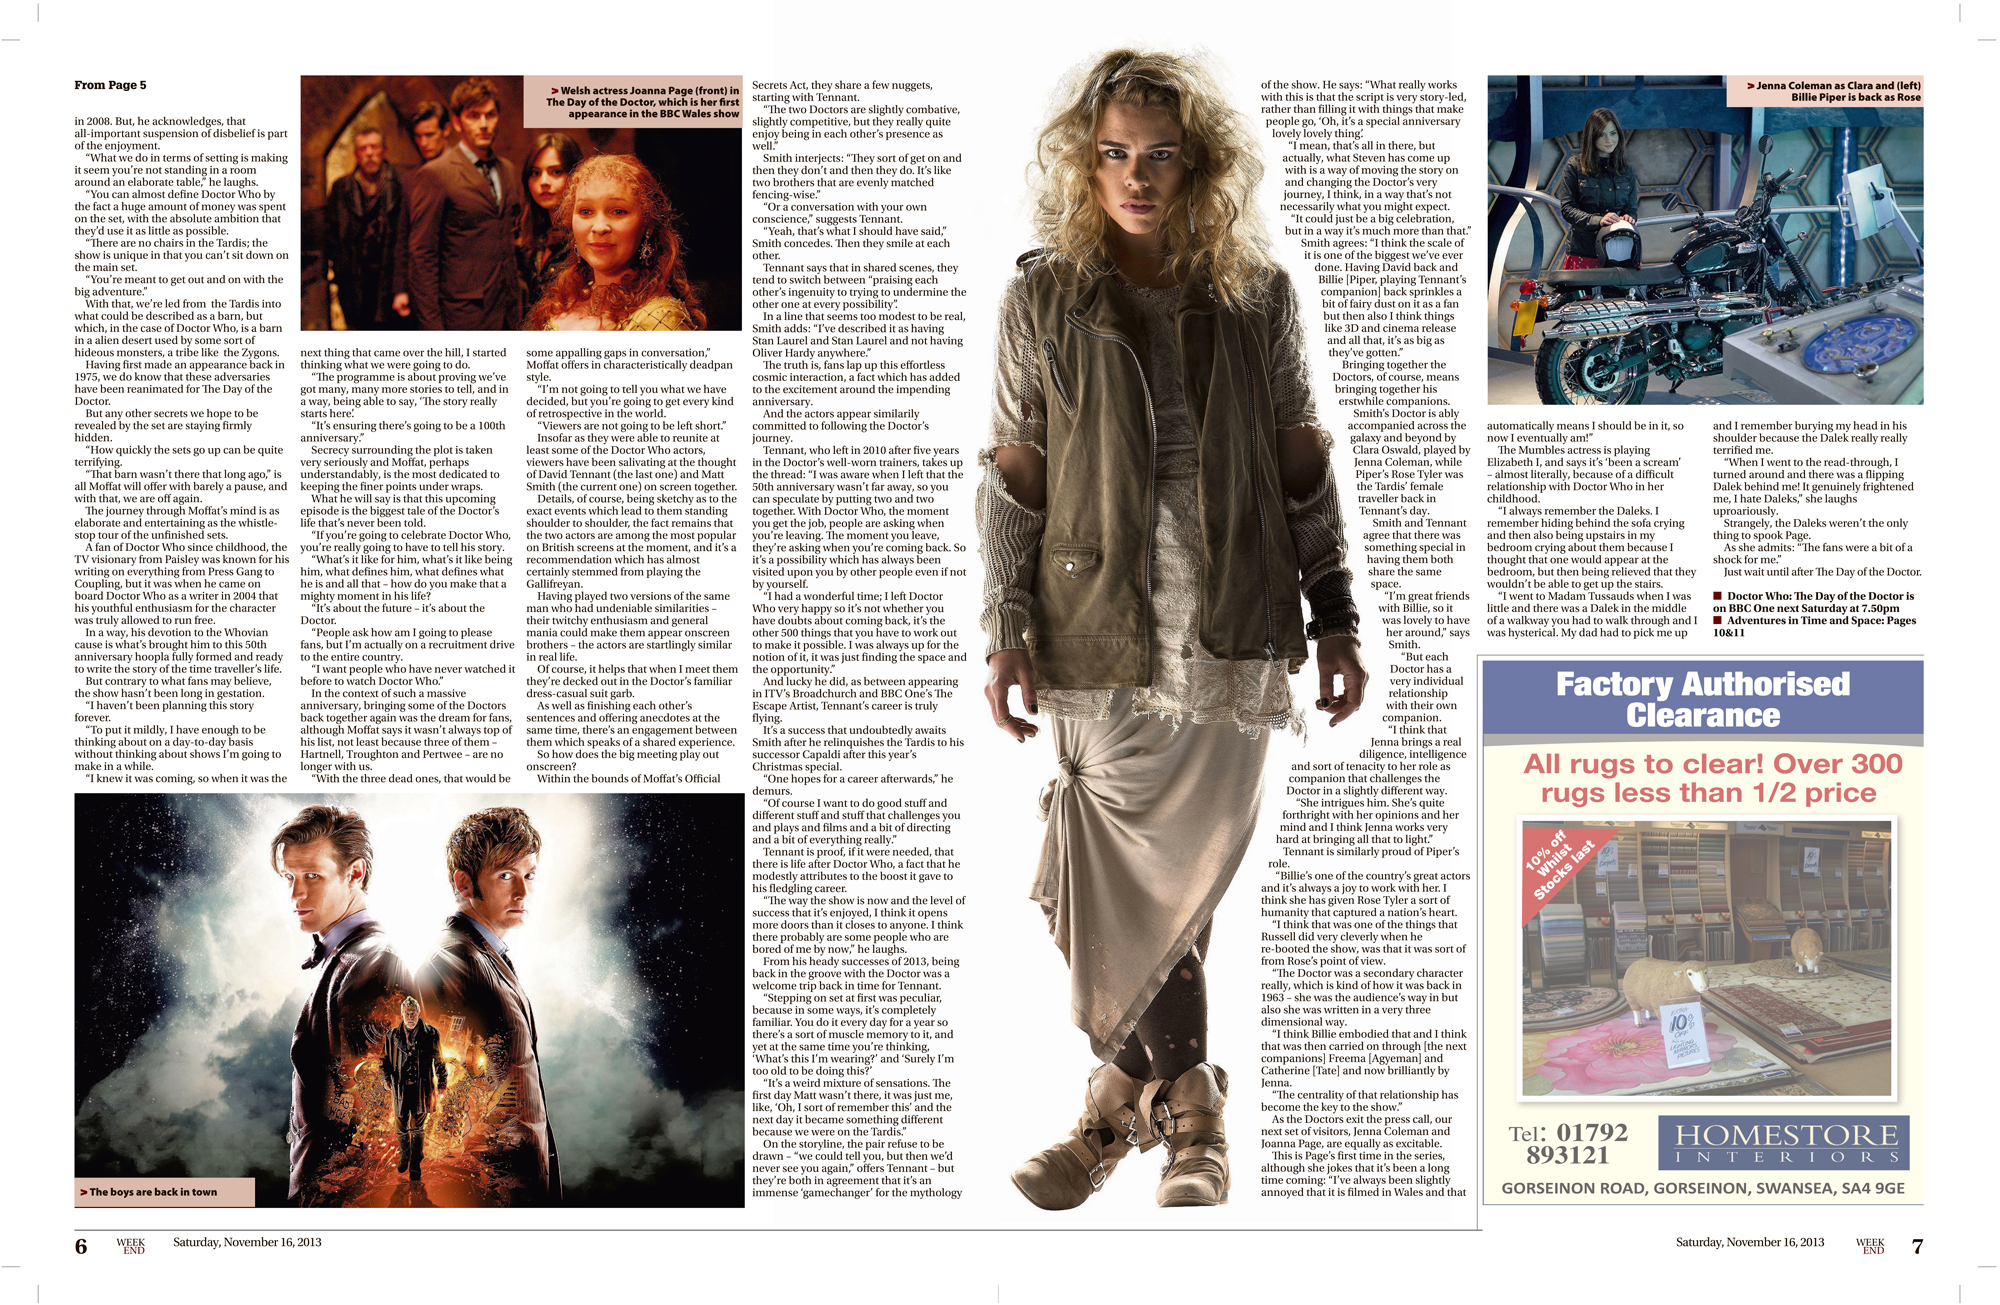 From Page 5
in 2008. But, he acknowledges, that
all-important suspension of disbelief is part
of the enjoyment.
“What we do in terms of setting is making
it seem you’re not standing in a room
around an elaborate table,” he laughs.
“You can almost define Doctor Who by
the fact a huge amount of money was spent
on the set, with the absolute ambition that
they’d use it as little as possible.
“There are no chairs in the Tardis; the
show is unique in that you can’t sit down on
the main set.
“You’re meant to get out and on with the
big adventure.”
With that, we’re led from the Tardis into
what could be described as a barn, but
which, in the case of Doctor Who, is a barn
in a alien desert used by some sort of
hideous monsters, a tribe like the Zygons.
Having first made an appearance back in
1975, we do know that these adversaries
have been reanimated for The Day of the
Doctor.
But any other secrets we hope to be
revealed by the set are staying firmly
hidden.
“How quickly the sets go up can be quite
terrifying.
“That barn wasn’t there that long ago,” is
all Moffat will offer with barely a pause, and
with that, we are off again.
The journey through Moffat’s mind is as
elaborate and entertaining as the whistle-
stop tour of the unfinished sets.
A fan of Doctor Who since childhood, the
TV visionary from Paisley was known for his
writing on everything from Press Gang to
Coupling, but it was when he came on
board Doctor Who as a writer in 2004 that
his youthful enthusiasm for the character
was truly allowed to run free.
In a way, his devotion to the Whovian
cause is what’s brought him to this 50th
anniversary hoopla fully formed and ready
to write the story of the time traveller’s life.
But contrary to what fans may believe,
the show hasn’t been long in gestation.
“I haven’t been planning this story
forever.
“To put it mildly, I have enough to be
thinking about on a day-to-day basis
without thinking about shows I’m going to
make in a while.
“I knew it was coming, so when it was the
> Welsh actress Joanna Page (front) in
The Day of the Doctor, which is her first
appearance in the BBC Wales show
next thing that came over the hill, I started
thinking what we were going to do.
“The programme is about proving we’ve
got many, many more stories to tell, and in
a way, being able to say, ‘The story really
starts here’.
“It’s ensuring there’s going to be a 100th
anniversary.”
Secrecy surrounding the plot is taken
very seriously and Moffat, perhaps
understandably, is the most dedicated to
keeping the finer points under wraps.
What he will say is that this upcoming
episode is the biggest tale of the Doctor’s
life that’s never been told.
“If you’re going to celebrate Doctor Who,
you’re really going to have to tell his story.
“What’s it like for him, what’s it like being
him, what defines him, what defines what
he is and all that – how do you make that a
mighty moment in his life?
“It’s about the future – it’s about the
Doctor.
“People ask how am I going to please
fans, but I’m actually on a recruitment drive
to the entire country.
“I want people who have never watched it
before to watch Doctor Who.”
In the context of such a massive
anniversary, bringing some of the Doctors
back together again was the dream for fans,
although Moffat says it wasn’t always top of
his list, not least because three of them –
Hartnell, Troughton and Pertwee – are no
longer with us.
“With the three dead ones, that would be
some appalling gaps in conversation,”
Moffat offers in characteristically deadpan
style.
“I’m not going to tell you what we have
decided, but you’re going to get every kind
of retrospective in the world.
“Viewers are not going to be left short.”
Insofar as they were able to reunite at
least some of the Doctor Who actors,
viewers have been salivating at the thought
of David Tennant (the last one) and Matt
Smith (the current one) on screen together.
Details, of course, being sketchy as to the
exact events which lead to them standing
shoulder to shoulder, the fact remains that
the two actors are among the most popular
on British screens at the moment, and it’s a
recommendation which has almost
certainly stemmed from playing the
Gallifreyan.
Having played two versions of the same
man who had undeniable similarities –
their twitchy enthusiasm and general
mania could make them appear onscreen
brothers – the actors are startlingly similar
in real life.
Of course, it helps that when I meet them
they’re decked out in the Doctor’s familiar
dress-casual suit garb.
As well as finishing each other’s
sentences and offering anecdotes at the
same time, there’s an engagement between
them which speaks of a shared experience.
So how does the big meeting play out
onscreen?
Within the bounds of Moffat’s Official
> The boys are back in town
Secrets Act, they share a few nuggets,
starting with Tennant.
“The two Doctors are slightly combative,
slightly competitive, but they really quite
enjoy being in each other’s presence as
well.”
Smith interjects: “They sort of get on and
then they don’t and then they do. It’s like
two brothers that are evenly matched
fencing-wise.”
“Or a conversation with your own
conscience,” suggests Tennant.
“Yeah, that’s what I should have said,”
Smith concedes. Then they smile at each
other.
Tennant says that in shared scenes, they
tend to switch between “praising each
other’s ingenuity to trying to undermine the
other one at every possibility”.
In a line that seems too modest to be real,
Smith adds: “I’ve described it as having
Stan Laurel and Stan Laurel and not having
Oliver Hardy anywhere.”
The truth is, fans lap up this effortless
cosmic interaction, a fact which has added
to the excitement around the impending
anniversary.
And the actors appear similarily
committed to following the Doctor’s
journey.
Tennant, who left in 2010 after five years
in the Doctor’s well-worn trainers, takes up
the thread: “I was aware when I left that the
50th anniversary wasn’t far away, so you
can speculate by putting two and two
together. With Doctor Who, the moment
you get the job, people are asking when
you’re leaving. The moment you leave,
they’re asking when you’re coming back. So
it’s a possibility which has always been
visited upon you by other people even if not
by yourself.
“I had a wonderful time; I left Doctor
Who very happy so it’s not whether you
have doubts about coming back, it’s the
other 500 things that you have to work out
to make it possible. I was always up for the
notion of it, it was just finding the space and
the opportunity.”
And lucky he did, as between appearing
in ITV’s Broadchurch and BBC One’s The
Escape Artist, Tennant’s career is truly
flying.
It’s a success that undoubtedly awaits
Smith after he relinquishes the Tardis to his
successor Capaldi after this year’s
Christmas special.
“One hopes for a career afterwards,” he
demurs.
“Of course I want to do good stuff and
different stuff and stuff that challenges you
and plays and films and a bit of directing
and a bit of everything really.”
Tennant is proof, if it were needed, that
there is life after Doctor Who, a fact that he
modestly attributes to the boost it gave to
his fledgling career.
“The way the show is now and the level of
success that it’s enjoyed, I think it opens
more doors than it closes to anyone. I think
there probably are some people who are
bored of me by now,” he laughs.
From his heady successes of 2013, being
back in the groove with the Doctor was a
welcome trip back in time for Tennant.
“Stepping on set at first was peculiar,
because in some ways, it’s completely
familiar. You do it every day for a year so
there’s a sort of muscle memory to it, and
yet at the same time you’re thinking,
‘What’s this I’m wearing?’ and ‘Surely I’m
too old to be doing this?’
“It’s a weird mixture of sensations. The
first day Matt wasn’t there, it was just me,
like, ‘Oh, I sort of remember this’ and the
next day it became something different
because we were on the Tardis.”
On the storyline, the pair refuse to be
drawn – “we could tell you, but then we’d
never see you again,” offers Tennant – but
they’re both in agreement that it’s an
immense ‘gamechanger’ for the mythology
of the show. He says: “What really works
with this is that the script is very story-led,
rather than filling it with things that make
people go, ‘Oh, it’s a special anniversary
lovely lovely thing’.
“I mean, that’s all in there, but
actually, what Steven has come up
with is a way of moving the story on
and changing the Doctor’s very
journey, I think, in a way that’s not
necessarily what you might expect.
“It could just be a big celebration,
but in a way it’s much more than that.”
Smith agrees: “I think the scale of
it is one of the biggest we’ve ever
done. Having David back and
Billie [Piper, playing Tennant’s
companion] back sprinkles a
bit of fairy dust on it as a fan
but then also I think things
like 3D and cinema release
and all that, it’s as big as
they’ve gotten.”
Bringing together the
Doctors, of course, means
bringing together his
erstwhile companions.
Smith’s Doctor is ably
accompanied across the
galaxy and beyond by
Clara Oswald, played by
Jenna Coleman, while
Piper’s Rose Tyler was
the Tardis’ female
traveller back in
Tennant’s day.
Smith and Tennant
agree that there was
something special in
having them both
share the same
space.
“I’m great friends
with Billie, so it
was lovely to have
her around,” says
Smith.
“But each
Doctor has a
very individual
relationship
with their own
companion.
“I think that
Jenna brings a real
diligence, intelligence
and sort of tenacity to her role as
companion that challenges the
Doctor in a slightly different way.
“She intrigues him. She’s quite
forthright with her opinions and her
mind and I think Jenna works very
hard at bringing all that to light.”
Tennant is similarly proud of Piper’s
role.
“Billie’s one of the country’s great actors
and it’s always a joy to work with her. I
think she has given Rose Tyler a sort of
humanity that captured a nation’s heart.
“I think that was one of the things that
Russell did very cleverly when he
re-booted the show, was that it was sort of
from Rose’s point of view.
“The Doctor was a secondary character
really, which is kind of how it was back in
1963 – she was the audience’s way in but
also she was written in a very three
dimensional way.
“I think Billie embodied that and I think
that was then carried on through [the next
companions] Freema [Agyeman] and
Catherine [Tate] and now brilliantly by
Jenna.
“The centrality of that relationship has
become the key to the show.”
As the Doctors exit the press call, our
next set of visitors, Jenna Coleman and
Joanna Page, are equally as excitable.
This is Page’s first time in the series,
although she jokes that it’s been a long
time coming: “I’ve always been slightly
annoyed that it is filmed in Wales and that
> Jenna Coleman as Clara and (left)
Billie Piper is back as Rose
automatically means I should be in it, so
now I eventually am!”
The Mumbles actress is playing
Elizabeth I, and says it’s ‘been a scream’
– almost literally, because of a difficult
relationship with Doctor Who in her
childhood.
“I always remember the Daleks. I
remember hiding behind the sofa crying
and then also being upstairs in my
bedroom crying about them because I
thought that one would appear at the
bedroom, but then being relieved that they
wouldn’t be able to get up the stairs.
“I went to Madam Tussauds when I was
little and there was a Dalek in the middle
of a walkway you had to walk through and I
was hysterical. My dad had to pick me up
and I remember burying my head in his
shoulder because the Dalek really really
terrified me.
“When I went to the read-through, I
turned around and there was a flipping
Dalek behind me! It genuinely frightened
me, I hate Daleks,” she laughs
uproariously.
Strangely, the Daleks weren’t the only
thing to spook Page.
As she admits: “The fans were a bit of a
shock for me.”
Just wait until after The Day of the Doctor.
■ Doctor Who: The Day of the Doctor is
on BBC One next Saturday at 7.50pm
■ Adventures in Time and Space: Pages
10&11
Factory Authorised
Clearance
All rugs to clear! Over 300
rugs less than 1/2 price
10% off
Whilst
Stocks last
EXTRA
10%
OFF
LIGHTING
MIRRORS
PICTURES
Tel: 01792
893121
HOMESTORE
INTERIORS
GORSEINON ROAD, GORSEINON, SWANSEA, SA4 9GE
6
WEEK
END
Saturday, November 16, 2013
Saturday, November 16, 2013
WEEK
END
7